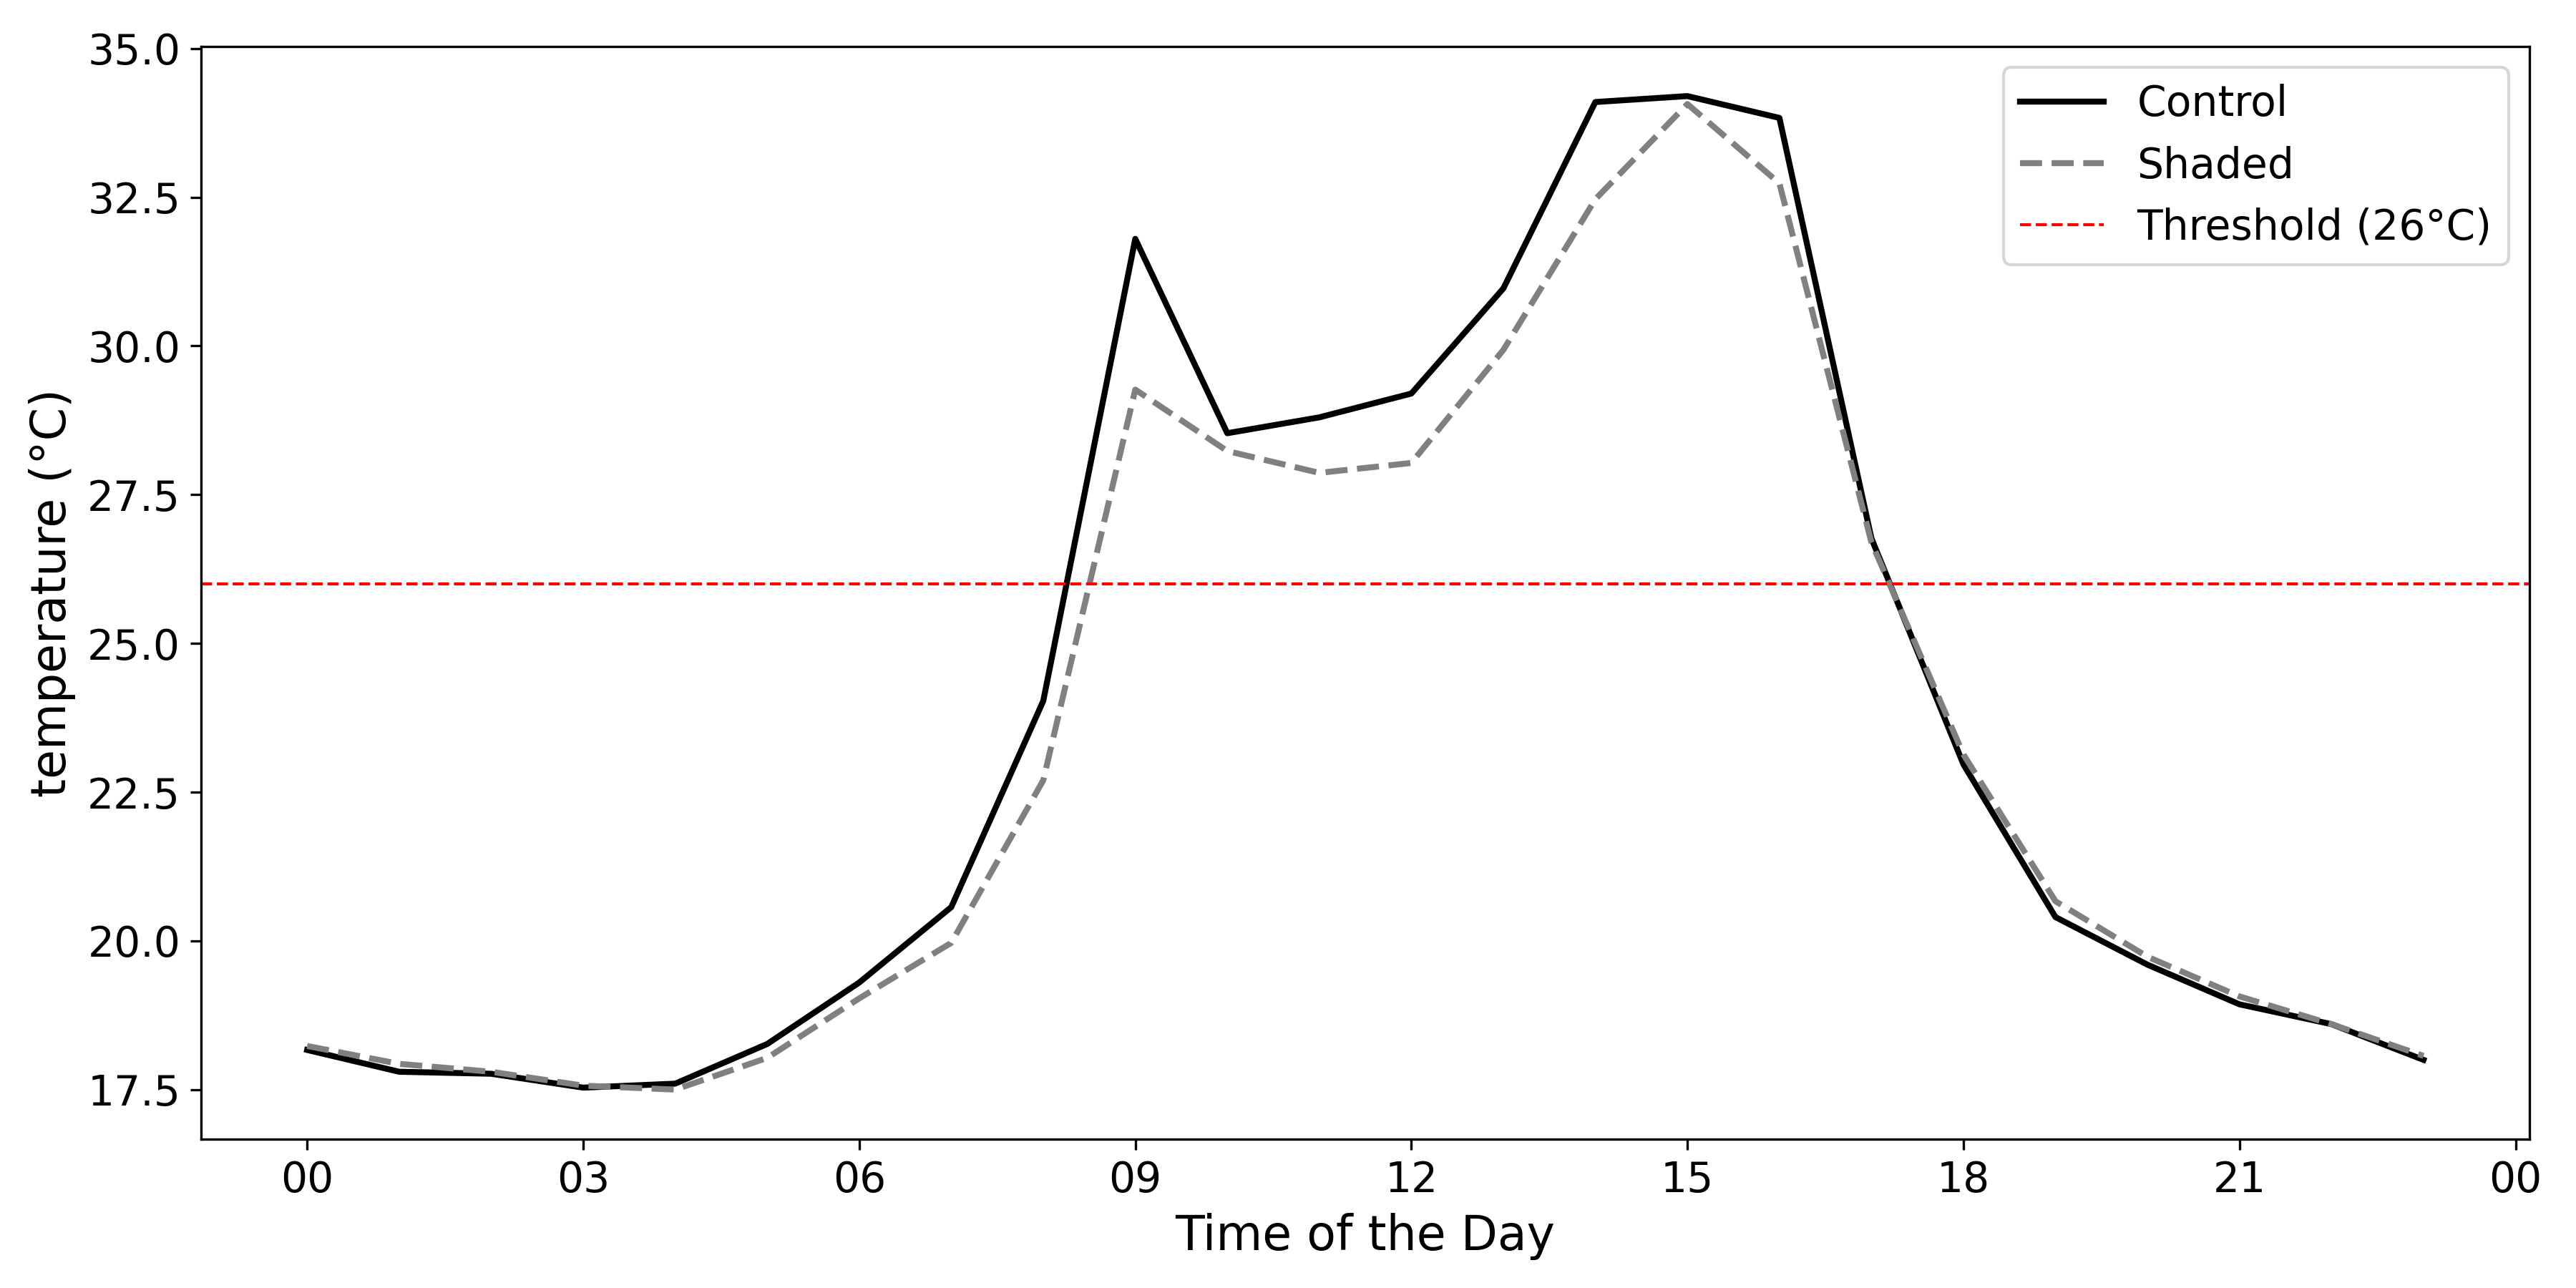 35.0
32.5
30.0
27.5
25.0
22.5
20.0
17.5
temperature (°C)
Control
Shaded
Threshold (26°C)
00 03 06 09 12 15 18 21 00
Time of the Day